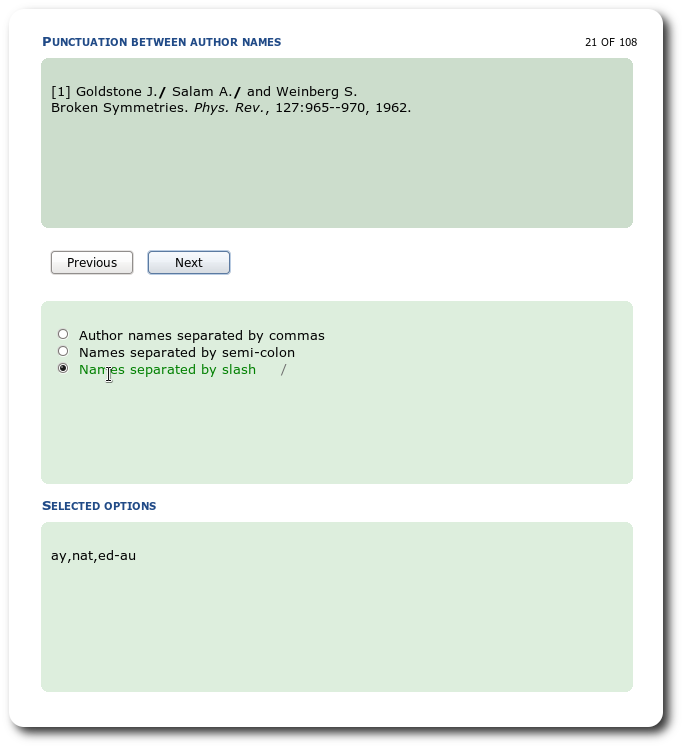 PUNCTUATION BETWEEN AUTHOR NAMES
21 OF 108
[1] Goldstone J./ Salam A./ and Weinberg S.
Broken Symmetries. Phys. Rev., 127:965--970, 1962.
Previous
Next
Author names separated by commas
Names separated by semi-colon
Names separated by slash /
SELECTED OPTIONS
ay,nat,ed-au